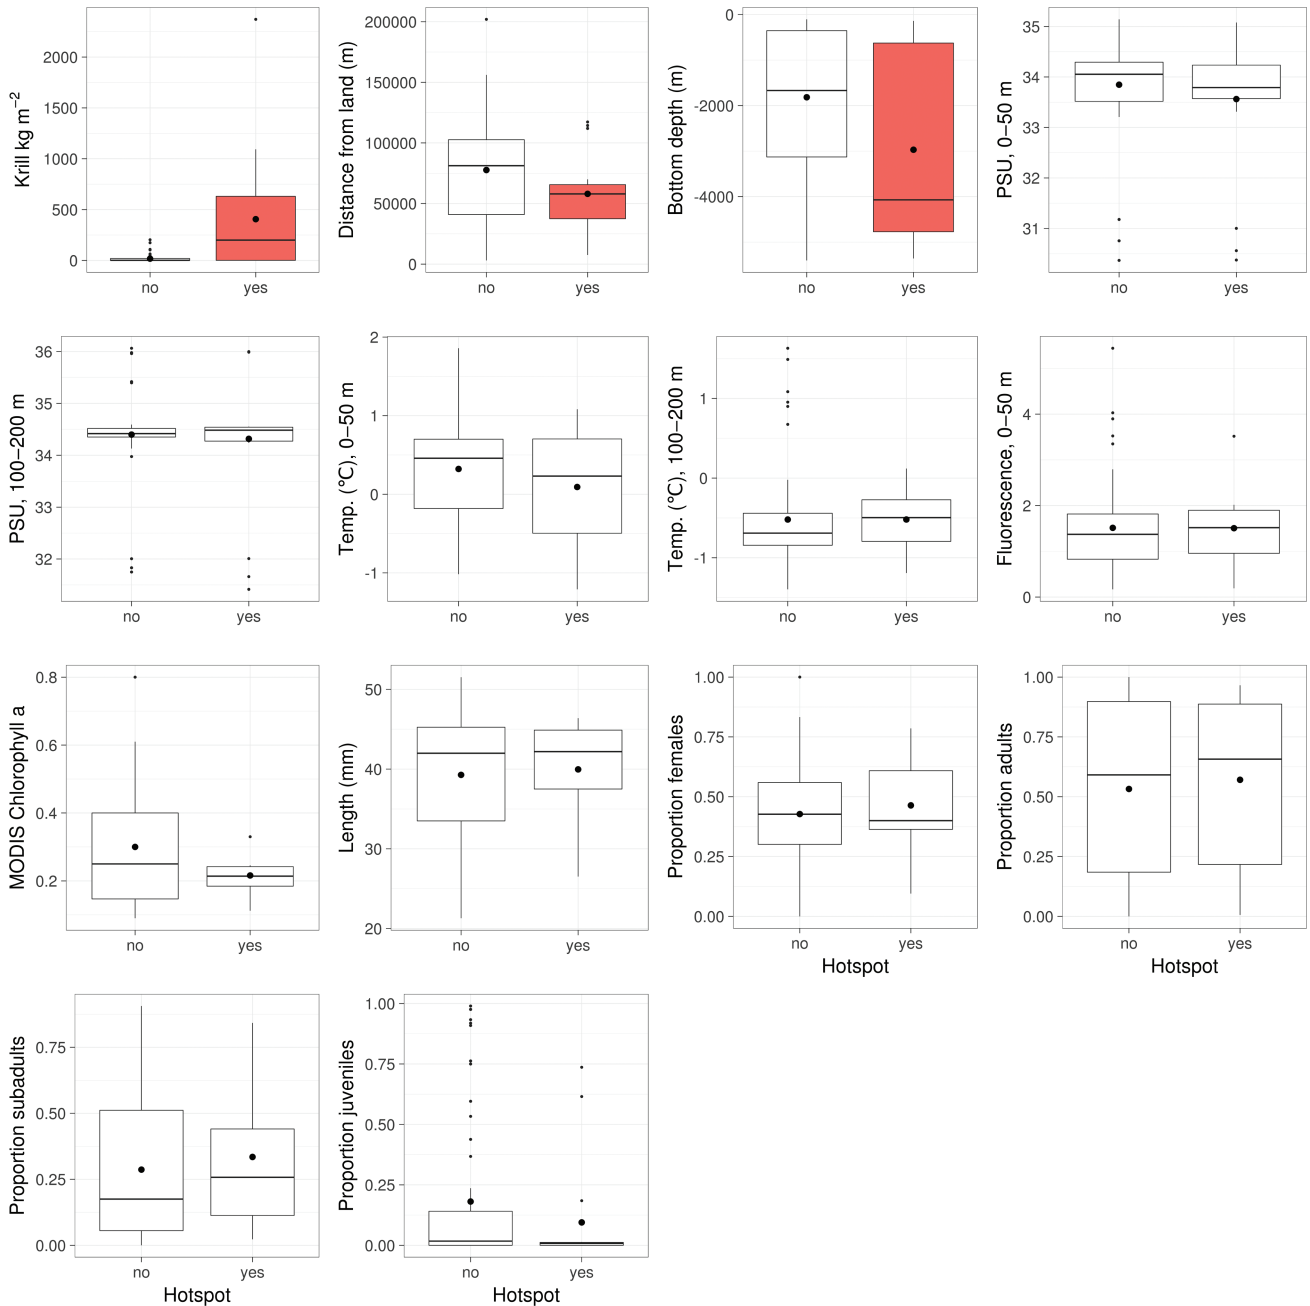 Krill kg m−2
2000
1500
1000
500
0
no yes
Distance from land (m)
200000
150000
100000
50000
0
no yes
Bottom depth (m)
0
-2000
-4000
no yes
PSU, 0−50 m
35
34
33
32
31
no yes
PSU, 100−200 m
36
35
34
33
32
no yes
Temp. (°C), 0−50 m
2
1
0
-1
no yes
Temp. (°C), 100−200 m
1
0
-1
no yes
Fluorescence, 0−50 m
4
2
0
no yes
MODIS Chlorophyll a
0.8
0.6
0.4
0.2
no yes
Length (mm)
50
40
30
20
no yes
Proportion females
1.00
0.75
0.50
0.25
0.00
no yes
Hotspot
Proportion adults
1.00
0.75
0.50
0.25
0.00
no yes
Hotspot
Proportion subadults
0.75
0.50
0.25
0.00
no yes
Hotspot
Proportion juveniles
1.00
0.75
0.50
0.25
0.00
no yes
Hotspot